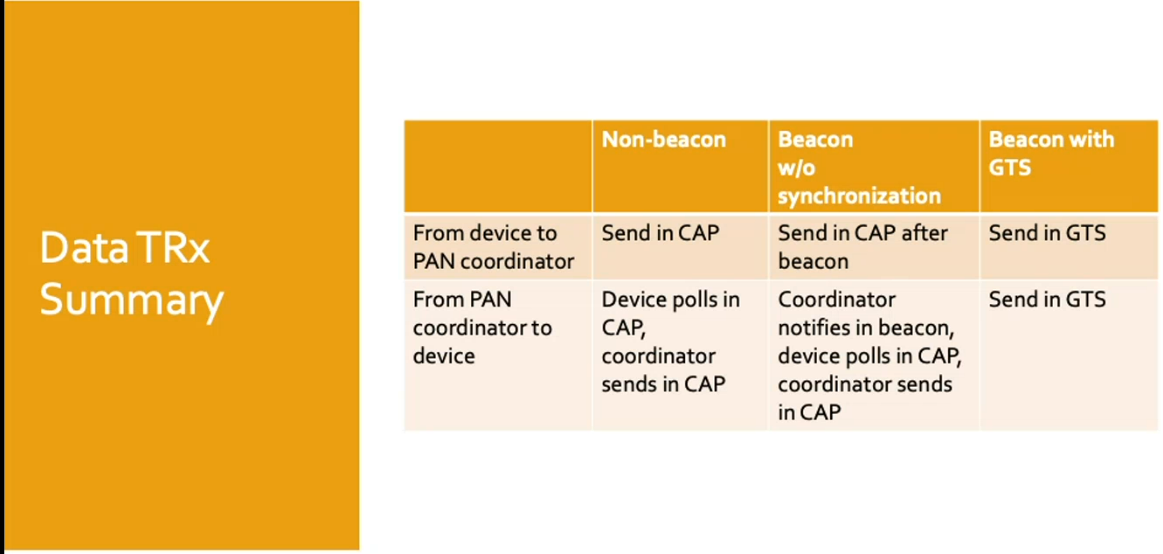 Data TRx
Summary
Non-beacon
Beacon
w/o
synchronization
Beacon with
GTS
From device to
PAN coordinator
Send in CAP
Send in CAP after
beacon
Send in GTS
From PAN
coordinator to
device
Device polls in
CAP,
coordinator
sends in CAP
Coordinator
notifies in beacon,
device polls in CAP,
coordinator sends
in CAP
Send in GTS